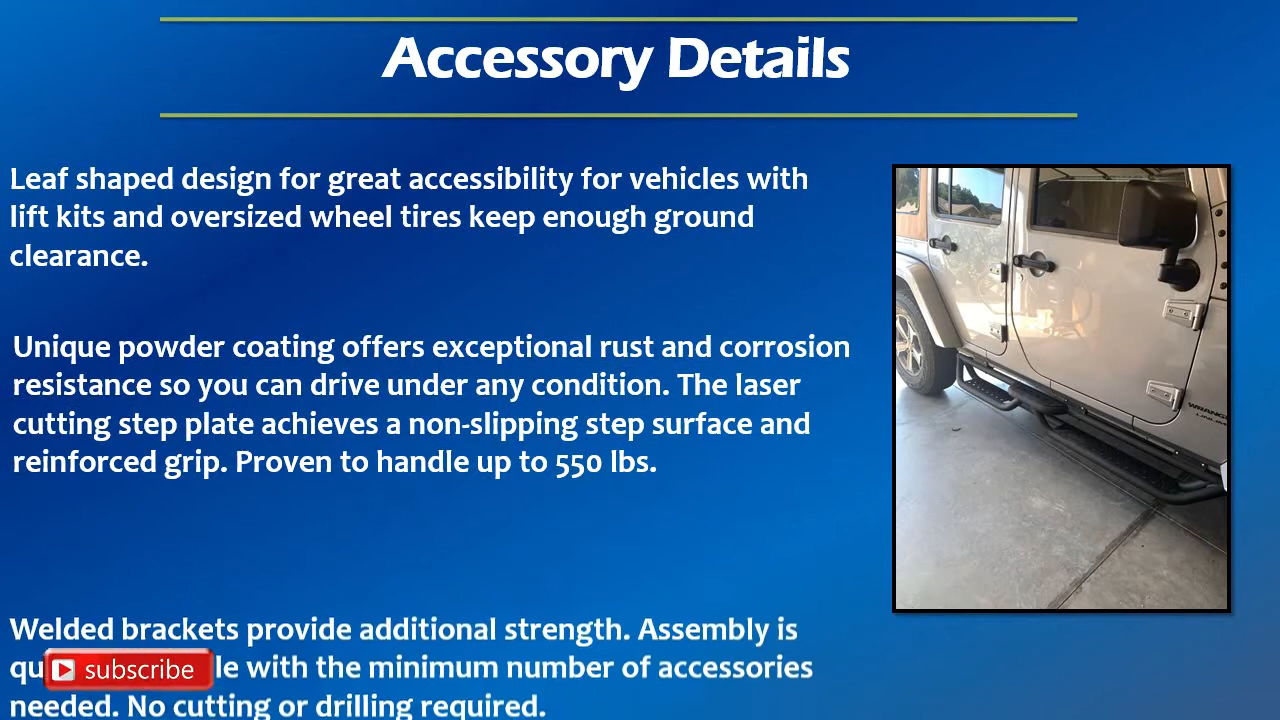 Accessory Details
Leaf shaped design for great accessibility for vehicles with
lift kits and oversized wheel tires keep enough ground
clearance.
Unique powder coating offers exceptional rust and corrosion
resistance so you can drive under any condition. The laser
cutting step plate achieves a non-slipping step surface and
reinforced grip. Proven to handle up to 550 lbs.
Welded brackets provide additional strength. Assembly is
with the minimum number of accessories
needed. No cutting or drilling required.
subscribe